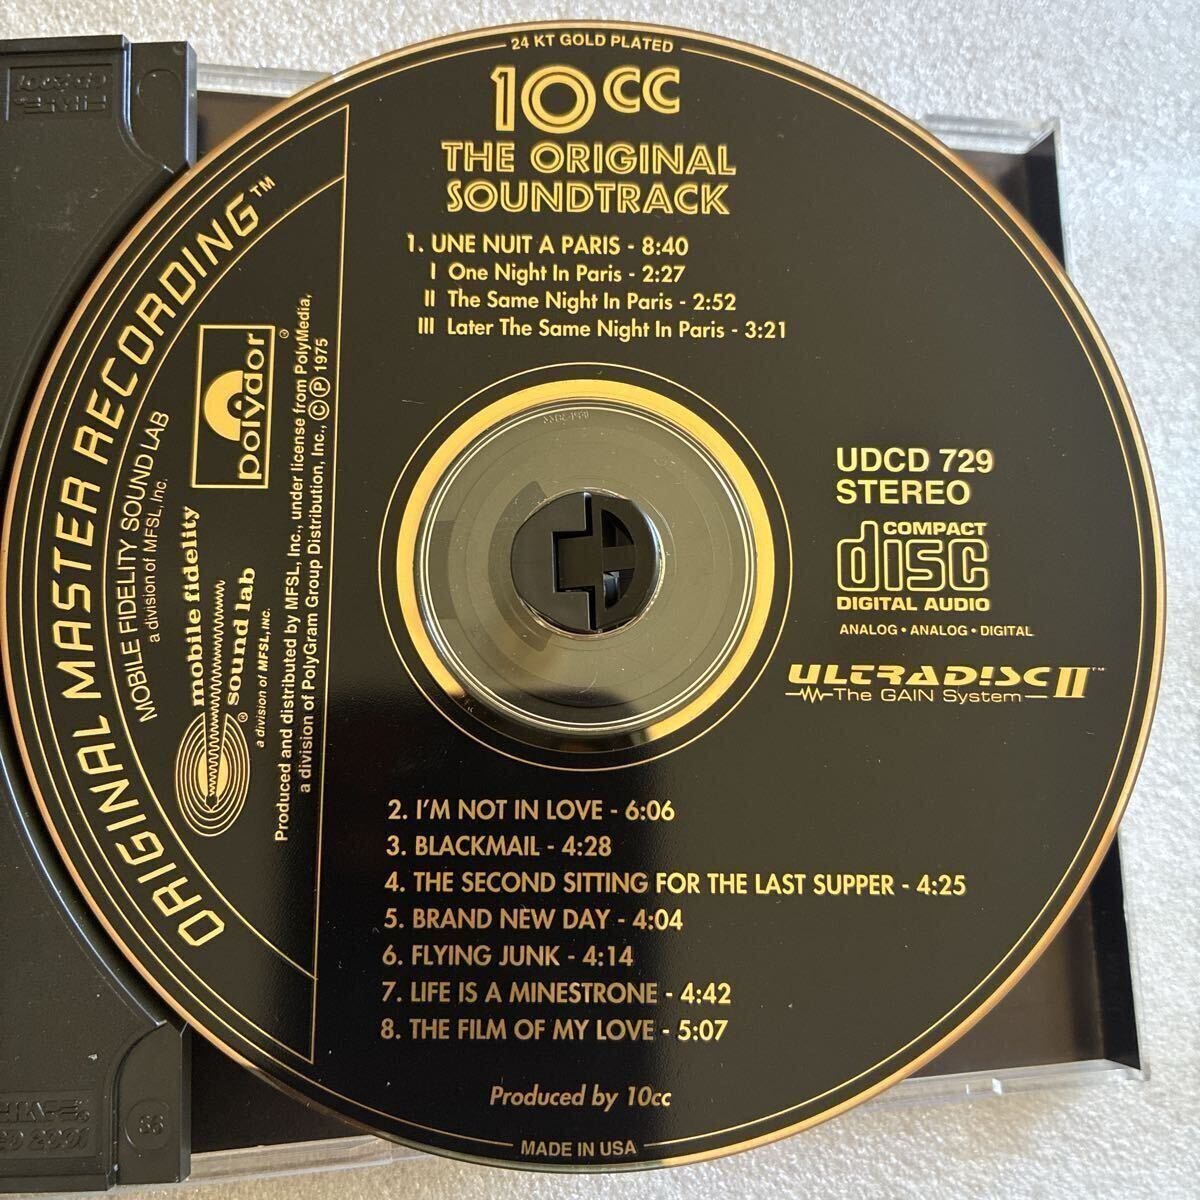 24 KT GOLD PLATED
10cc
THE ORIGINAL
SOUNDTRACK
1. UNE NUIT A PARIS - 8:40
I One Night In Paris - 2:27
II The Same Night In Paris - 2:52
III Later The Same Night In Paris - 3:21
ORIGINAL MASTER RECORDING™
MOBILE FIDELITY SOUND LAB
a division of MFSL, Inc.
polydor®
mobile fidelity
sound lab®
a division of MFSL, INC.
Produced and distributed by MFSL, Inc., under license from PolyMedia,
a division of PolyGram Group Distribution, Inc., Ⓒ Ⓟ 1975
UDCD 729
STEREO
COMPACT
disc
DIGITAL AUDIO
ANALOG • ANALOG • DIGITAL
ULTRADISC II™
The GAIN System
2. I'M NOT IN LOVE - 6:06
3. BLACKMAIL - 4:28
4. THE SECOND SITTING FOR THE LAST SUPPER - 4:25
5. BRAND NEW DAY - 4:04
6. FLYING JUNK - 4:14
7. LIFE IS A MINESTRONE - 4:42
8. THE FILM OF MY LOVE - 5:07
Produced by 10cc
MADE IN USA